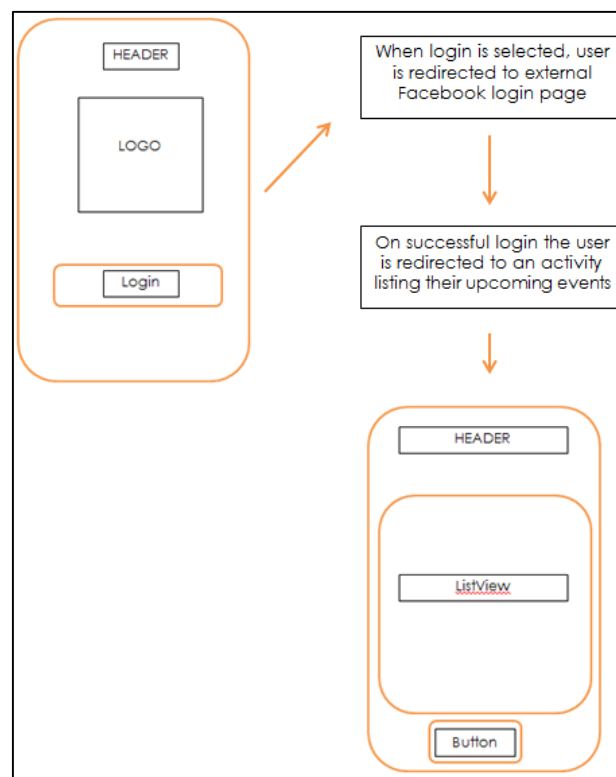 HEADER
LOGO
Login
When login is selected, user
is redirected to external
Facebook login page
On successful login the user
is redirected to an activity
listing their upcoming events
HEADER
ListView
Button